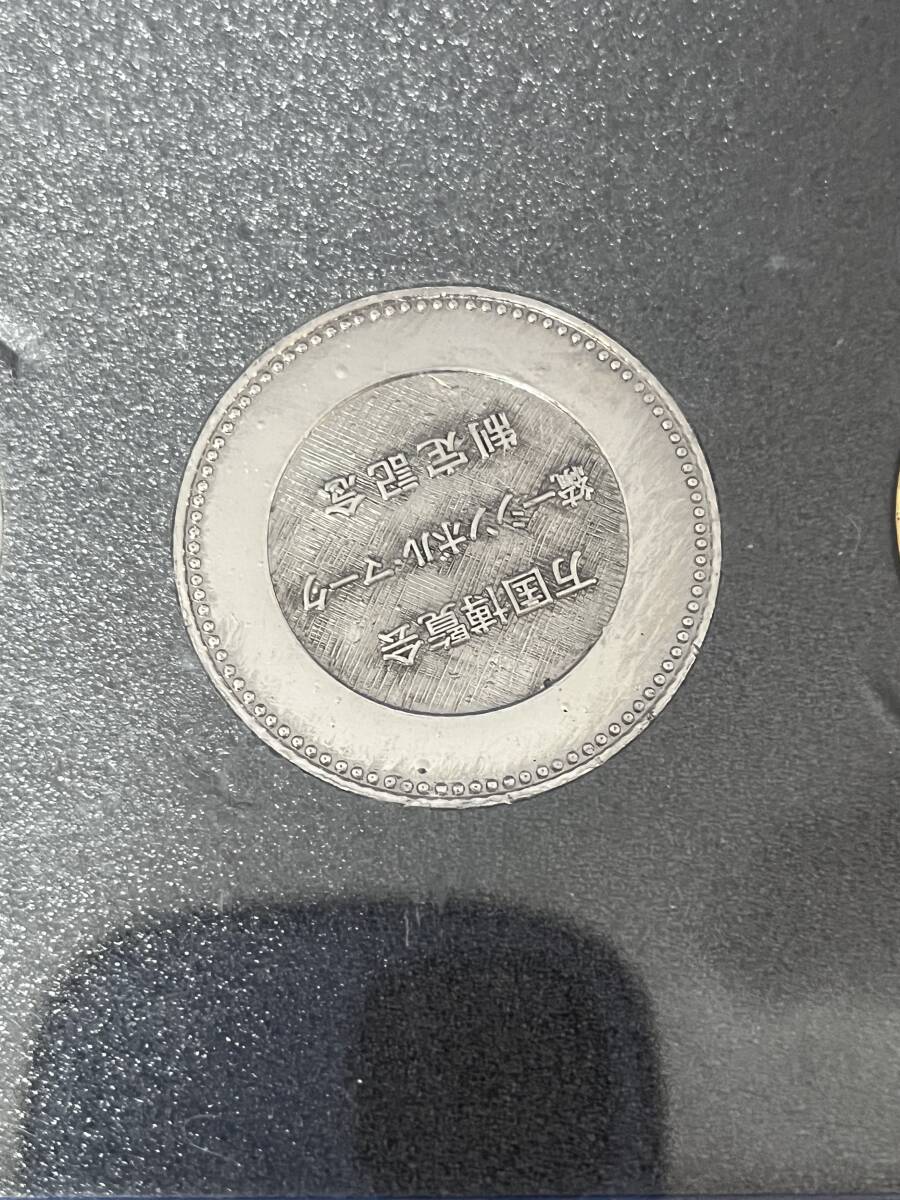 万国博覧会
統一シンボルマーク
制定記念